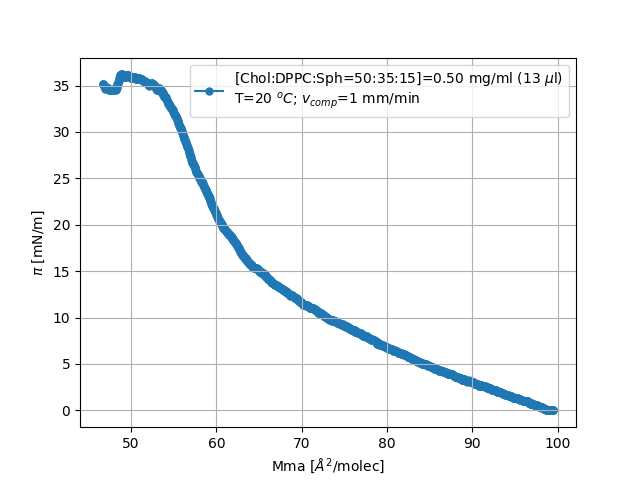 [Chol:DPPC:Sph=50:35:15]=0.50 mg/ml (13 μl)
T=20 °C; v_comp=1 mm/min
35
30
25
20
15
10
5
0
π [mN/m]
50 60 70 80 90 100
Mma [Å²/molec]